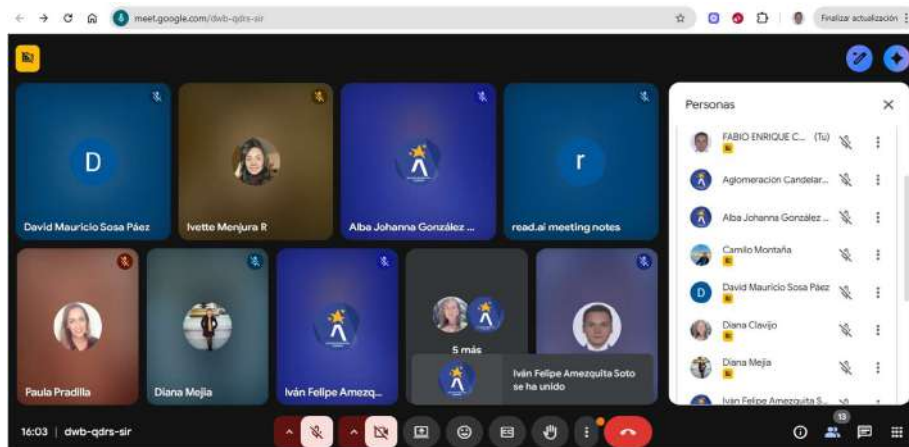 meet.google.com/dwb-qdrs-sir
Finalizar actualización
D
David Mauricio Sosa Páez
Ivette Menjura R
Alba Johanna González ...
r
read.ai meeting notes
Paula Pradilla
Diana Mejia
Iván Felipe Amezq...
5 más
Iván Felipe Amezquita Soto
se ha unido
Personas
FABIO ENRIQUE C... (Tú)
Aglomeración Candelar...
Alba Johanna González ...
Camilo Montaña
D
David Mauricio Sosa Páez
Diana Clavijo
Diana Mejia
Iván Felipe Amezquita S...
16:03 | dwb-qdrs-sir
13